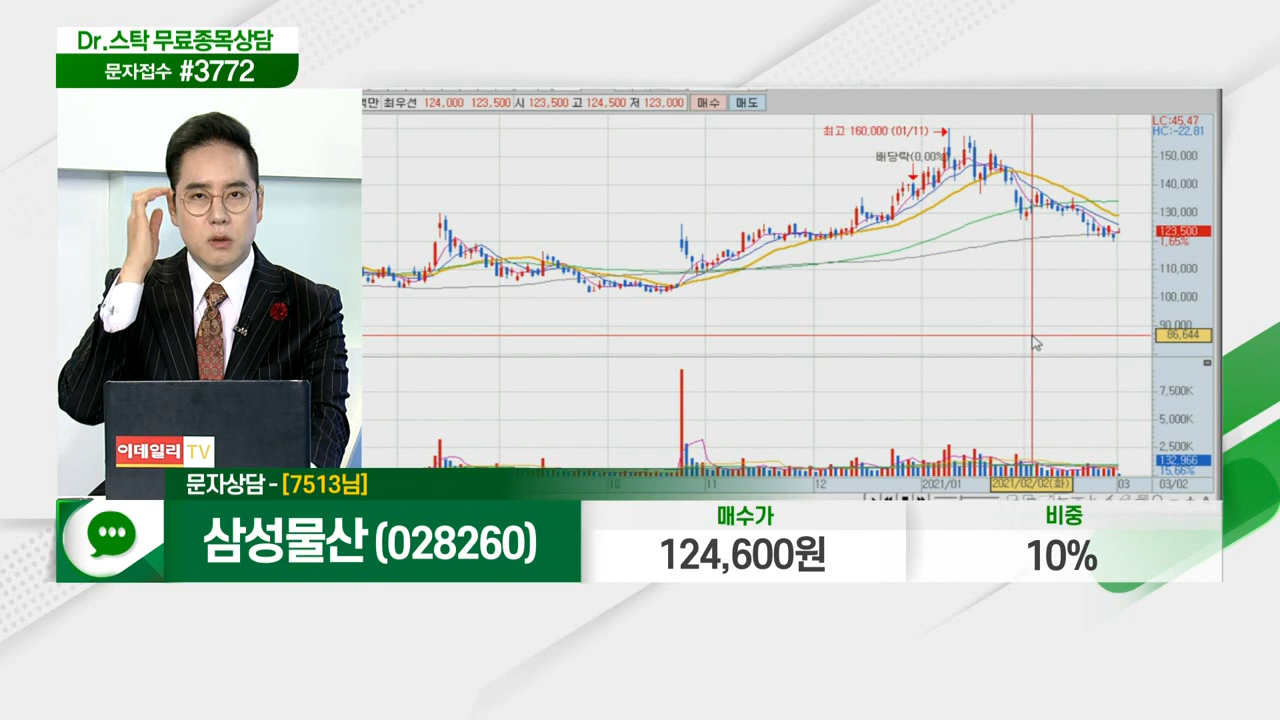 Dr.스탁 무료종목상담
문자접수 #3772
최우선 124,000 123,500 시 123,500 고 124,500 저 123,000 매수 매도
LC:45.47
HC:-22.81
최고 160,000 (01/11)
배당락(0.00%)
150,000
140,000
130,000
123,500
1.65%
110,000
100,000
90,000
86,644
7,500K
5,000K
2,500K
132,966
15.66%
10
11
12
2021/01
2021/02/02(화)
03
03/02
이데일리 TV
문자상담 - [7513님]
삼성물산 (028260)
매수가
124,600원
비중
10%